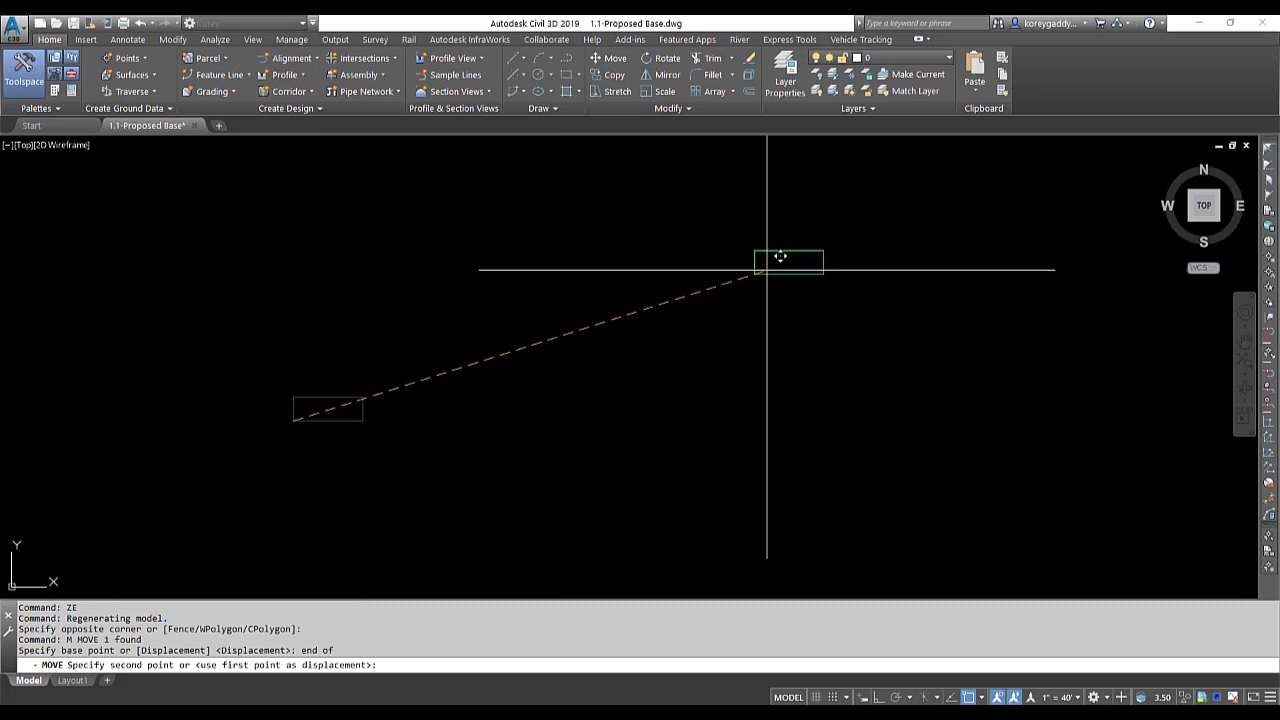 Autodesk Civil 3D 2019 1.1-Proposed Base.dwg
Type a keyword or phrase
koreygaddy...
C3D
Home Insert Annotate Modify Analyze View Manage Output Survey Rail Autodesk InfraWorks Collaborate Help Add-ins Featured Apps River Express Tools Vehicle Tracking
Toolspace
Points
Surfaces
Traverse
Parcel
Feature Line
Grading
Alignment
Profile
Corridor
Intersections
Assembly
Pipe Network
Profile View
Sample Lines
Section Views
Move
Copy
Stretch
Rotate
Mirror
Scale
Trim
Fillet
Array
Layer
Properties
0
Make Current
Match Layer
Paste
Palettes
Create Ground Data
Create Design
Profile & Section Views
Draw
Modify
Layers
Clipboard
Start
1.1-Proposed Base*
[−][Top][2D Wireframe]
N
W
TOP
E
S
WCS
Y
X
Command: ZE
Command: Regenerating model.
Specify opposite corner or [Fence/WPolygon/CPolygon]:
Command: M MOVE 1 found
Specify base point or [Displacement] <Displacement>: end of
- MOVE Specify second point or <use first point as displacement>:
Model
Layout1
MODEL
1" = 40'
3.50